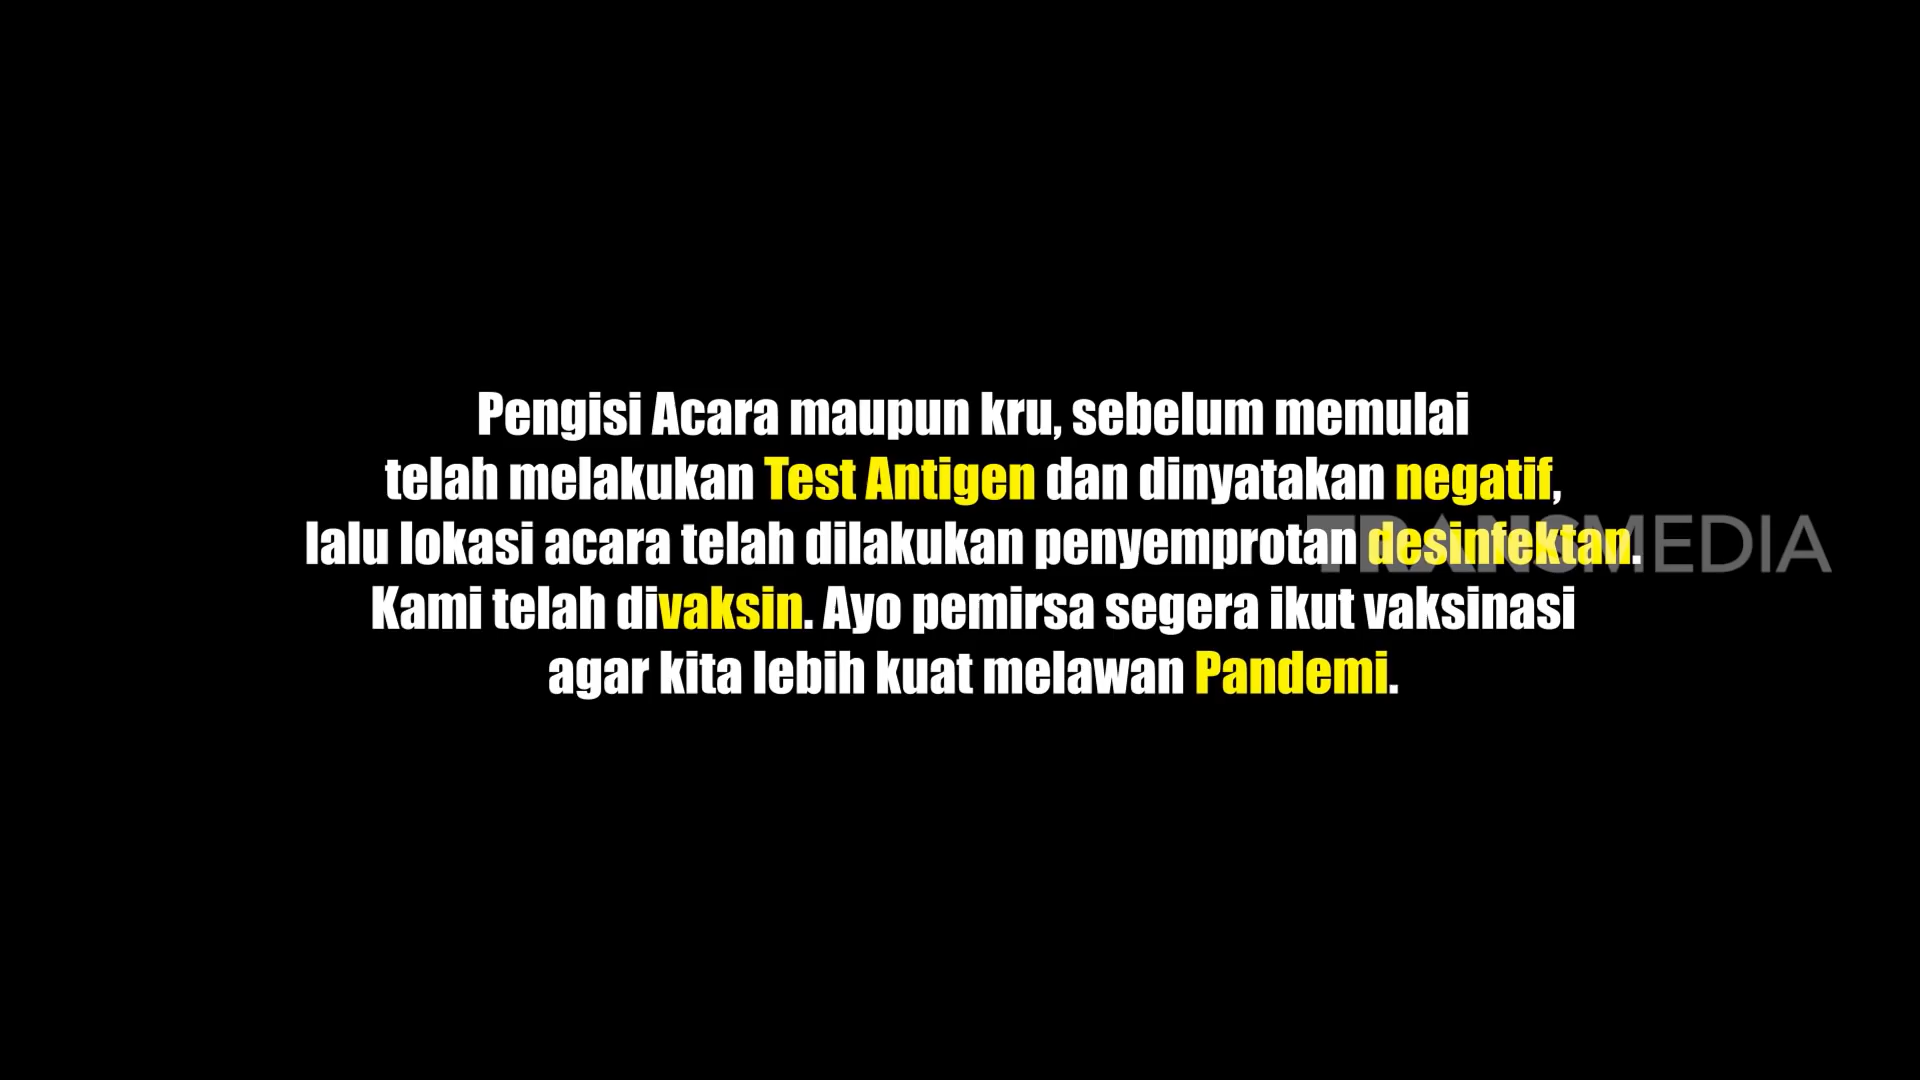 Pengisi Acara maupun kru, sebelum memulai
telah melakukan Test Antigen dan dinyatakan negatif,
lalu lokasi acara telah dilakukan penyemprotan desinfektan.
TRANSMEDIA
Kami telah divaksin. Ayo pemirsa segera ikut vaksinasi
agar kita lebih kuat melawan Pandemi.